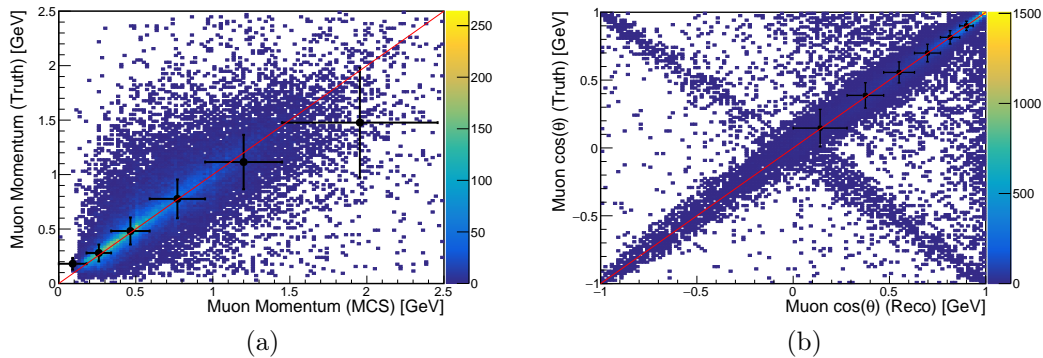 Muon Momentum (Truth) [GeV]
2.5
2
1.5
1
0.5
0
0 0.5 1 1.5 2 2.5
Muon Momentum (MCS) [GeV]
250
200
150
100
50
0
(a)
Muon cos(θ) (Truth) [GeV]
1
0.5
0
−0.5
−1
−1 −0.5 0 0.5 1
Muon cos(θ) (Reco) [GeV]
1500
1000
500
0
(b)